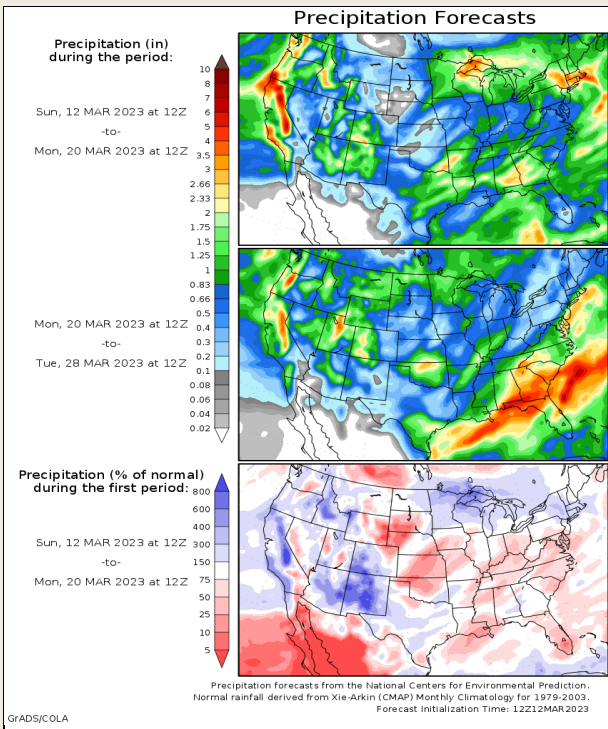 Precipitation Forecasts
Precipitation (in)
during the period:
Sun, 12 MAR 2023 at 12Z
-to-
Mon, 20 MAR 2023 at 12Z
10
8
7
6
5
4
3.5
3
2.66
2.33
2
1.75
1.5
1.25
1
0.83
0.66
0.5
0.4
0.3
0.2
0.1
0.08
0.06
0.04
0.02
Mon, 20 MAR 2023 at 12Z
-to-
Tue, 28 MAR 2023 at 12Z
Precipitation (% of normal)
during the first period:
Sun, 12 MAR 2023 at 12Z
-to-
Mon, 20 MAR 2023 at 12Z
800
600
400
300
150
75
50
25
10
5
Precipitation forecasts from the National Centers for Environmental Prediction.
Normal rainfall derived from Xie-Arkin (CMAP) Monthly Climatology for 1979-2003.
Forecast Initialization Time: 12Z12MAR2023
GrADS/COLA